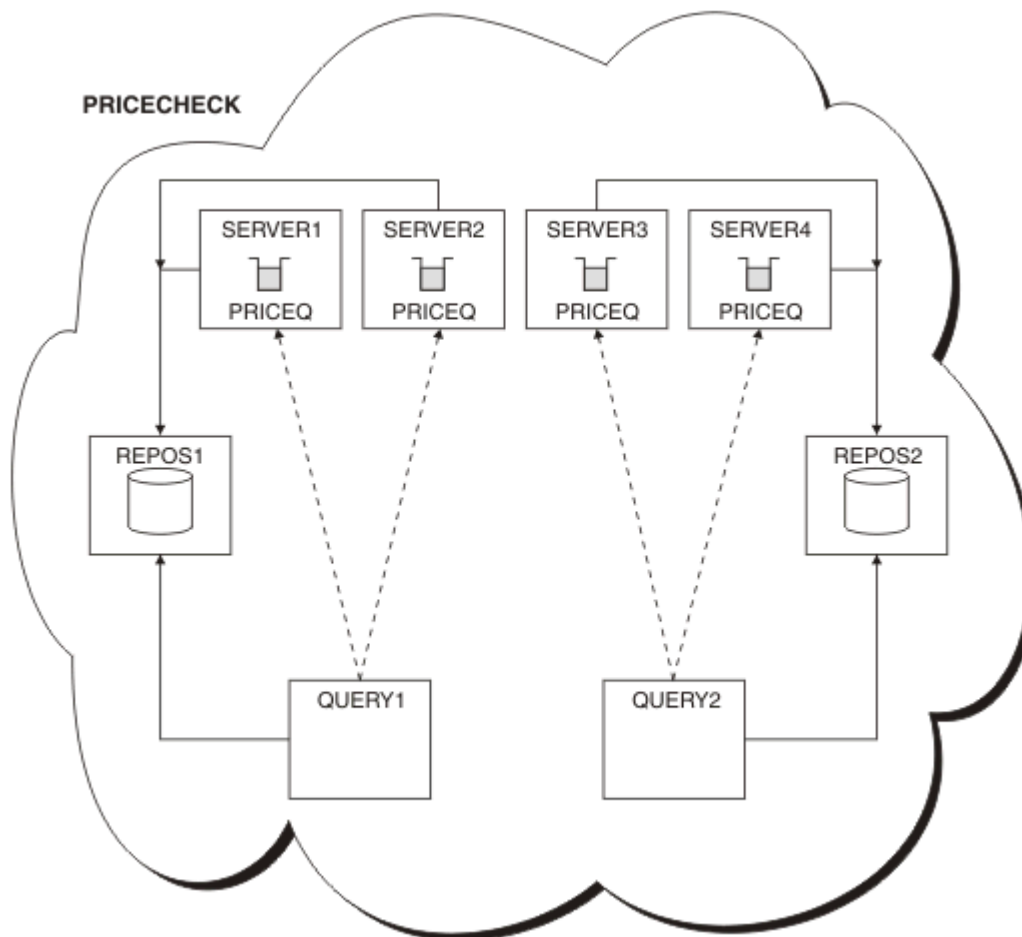 PRICECHECK
SERVER1
SERVER2
SERVER3
SERVER4
PRICEQ
PRICEQ
PRICEQ
PRICEQ
REPOS1
REPOS2
QUERY1
QUERY2